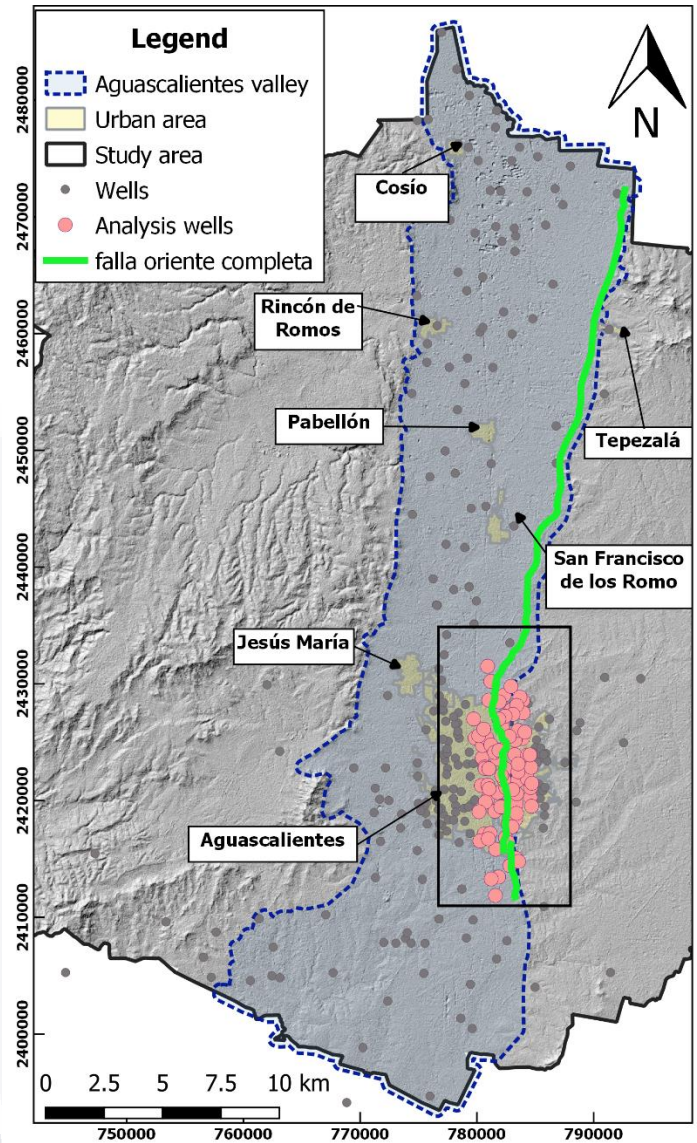 Legend
Aguascalientes valley
Urban area
Study area
Wells
Analysis wells
falla oriente completa
N
Cosío
Rincón de
Romos
Pabellón
Tepezalá
San Francisco
de los Romo
Jesús María
Aguascalientes
2480000
2470000
2460000
2450000
2440000
2430000
2420000
2410000
2400000
0 2.5 5 7.5 10 km
750000 760000 770000 780000 790000